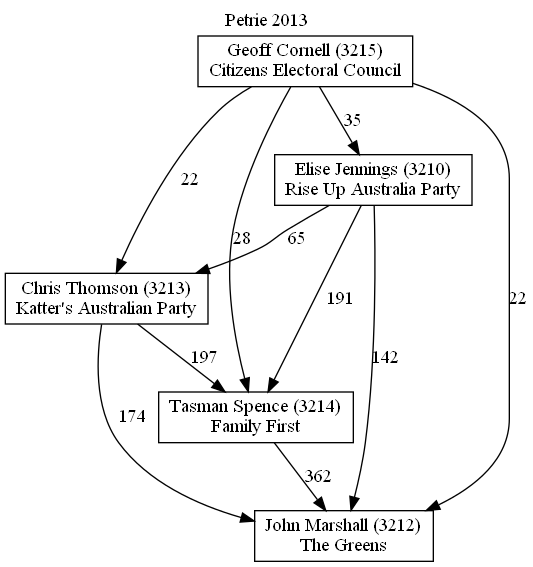 Petrie 2013
Geoff Cornell (3215)
Citizens Electoral Council
35
22
Elise Jennings (3210)
Rise Up Australia Party
28
65
Chris Thomson (3213)
Katter's Australian Party
191
22
197
142
Tasman Spence (3214)
Family First
174
362
John Marshall (3212)
The Greens